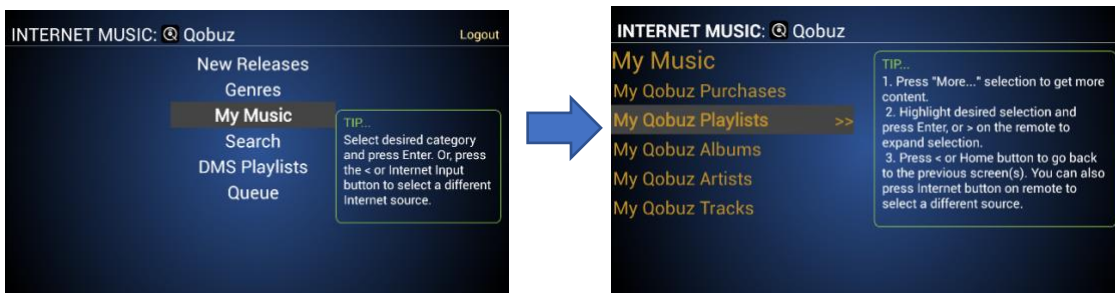 INTERNET MUSIC: Qobuz
Logout
New Releases
Genres
My Music
Search
DMS Playlists
Queue
TIP...
Select desired category
and press Enter. Or, press
the < or Internet Input
button to select a different
Internet source.
INTERNET MUSIC: Qobuz
My Music
My Qobuz Purchases
My Qobuz Playlists >>
My Qobuz Albums
My Qobuz Artists
My Qobuz Tracks
TIP...
1. Press "More..." selection to get more
content.
2. Highlight desired selection and
press Enter, or > on the remote to
expand selection.
3. Press < or Home button to go back
to the previous screen(s). You can also
press Internet button on remote to
select a different source.